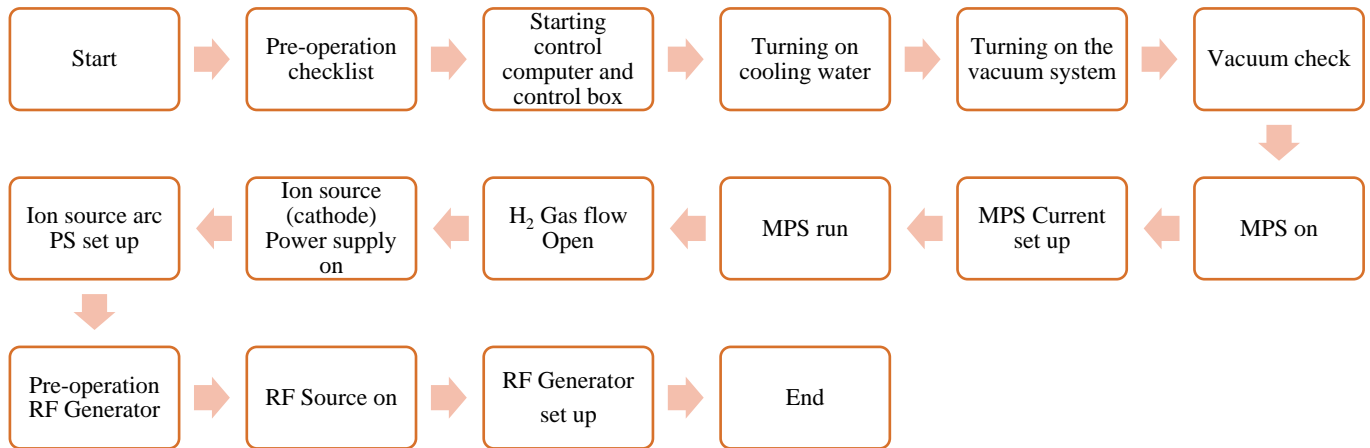 Start
Pre-operation
checklist
Starting
control
computer and
control box
Turning on
cooling water
Turning on the
vacuum system
Vacuum check
MPS on
MPS Current
set up
MPS run
H₂ Gas flow
Open
Ion source
(cathode)
Power supply
on
Ion source arc
PS set up
Pre-operation
RF Generator
RF Source on
RF Generator
set up
End